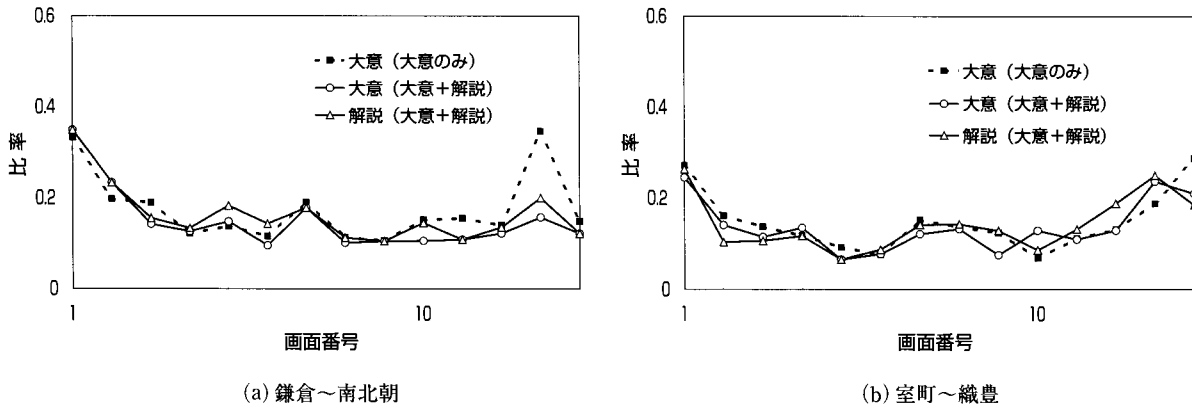 0.6
0.4
0.2
0
比率
大意（大意のみ）
大意（大意＋解説）
解説（大意＋解説）
1
10
画面番号
(a) 鎌倉～南北朝
0.6
0.4
0.2
0
比率
大意（大意のみ）
大意（大意＋解説）
解説（大意＋解説）
1
10
画面番号
(b) 室町～織豊